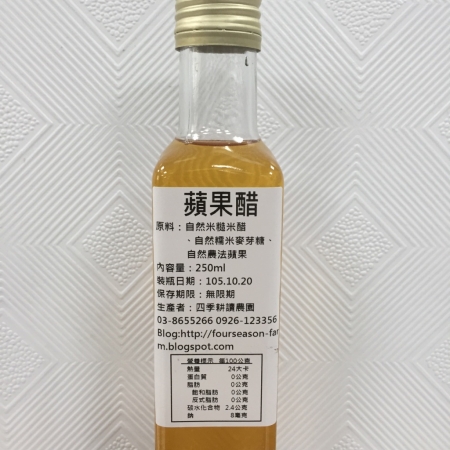 蘋果醋
原料：自然米糙米醋
、自然糯米麥芽糖、
自然農法蘋果
內容量：250ml
裝瓶日期：105.10.20
保存期限：無限期
生產者：四季耕讀農園
03-8655266 0926-123356
Blog:http://fourseason-far
m.blogspot.com
營養標示 每100公克
熱量 24大卡
蛋白質 0公克
脂肪 0公克
飽和脂肪 0公克
反式脂肪 0公克
碳水化合物 2.4公克
鈉 8毫克